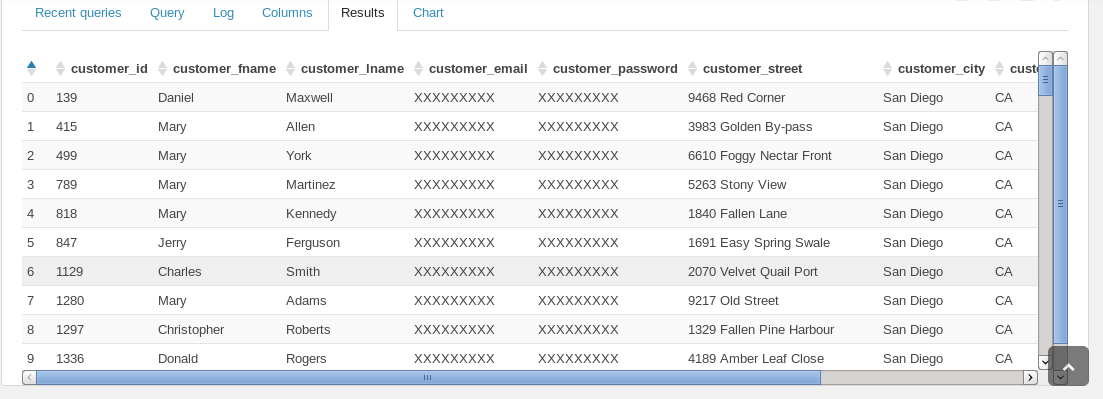 Recent queries Query Log Columns Results Chart
customer_id customer_fname customer_lname customer_email customer_password customer_street customer_city custo
0 139 Daniel Maxwell XXXXXXXXX XXXXXXXXX 9468 Red Corner San Diego CA
1 415 Mary Allen XXXXXXXXX XXXXXXXXX 3983 Golden By-pass San Diego CA
2 499 Mary York XXXXXXXXX XXXXXXXXX 6610 Foggy Nectar Front San Diego CA
3 789 Mary Martinez XXXXXXXXX XXXXXXXXX 5263 Stony View San Diego CA
4 818 Mary Kennedy XXXXXXXXX XXXXXXXXX 1840 Fallen Lane San Diego CA
5 847 Jerry Ferguson XXXXXXXXX XXXXXXXXX 1691 Easy Spring Swale San Diego CA
6 1129 Charles Smith XXXXXXXXX XXXXXXXXX 2070 Velvet Quail Port San Diego CA
7 1280 Mary Adams XXXXXXXXX XXXXXXXXX 9217 Old Street San Diego CA
8 1297 Christopher Roberts XXXXXXXXX XXXXXXXXX 1329 Fallen Pine Harbour San Diego CA
9 1336 Donald Rogers XXXXXXXXX XXXXXXXXX 4189 Amber Leaf Close San Diego CA